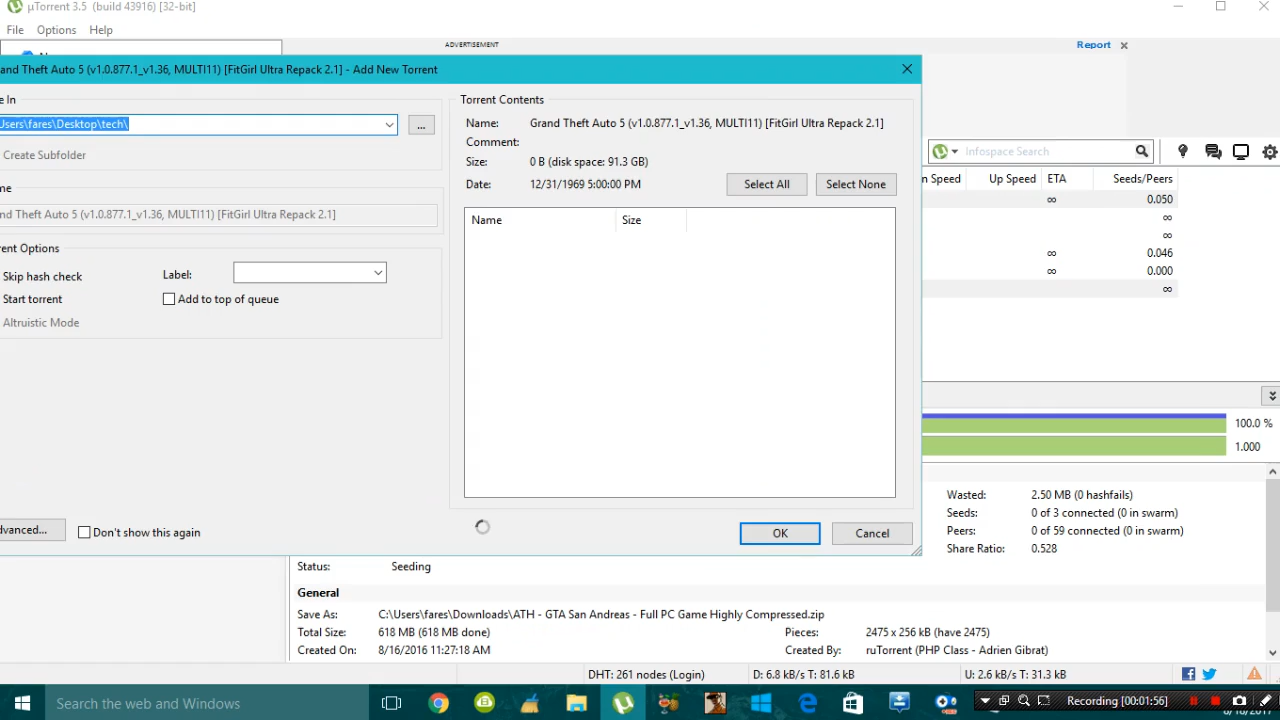 µTorrent 3.5 (build 43916) [32-bit]
File Options Help
ADVERTISEMENT
Report
and Theft Auto 5 (v1.0.877.1_v1.36, MULTI11) [FitGirl Ultra Repack 2.1] - Add New Torrent
e In
Users\fares\Desktop\tech\
...
Create Subfolder
me
and Theft Auto 5 (v1.0.877.1_v1.36, MULTI11) [FitGirl Ultra Repack 2.1]
rent Options
Skip hash check
Label:
Start torrent
Add to top of queue
Altruistic Mode
dvanced...
Don't show this again
Torrent Contents
Name: Grand Theft Auto 5 (v1.0.877.1_v1.36, MULTI11) [FitGirl Ultra Repack 2.1]
Comment:
Size: 0 B (disk space: 91.3 GB)
Date: 12/31/1969 5:00:00 PM
Select All Select None
Name Size
OK Cancel
Infospace Search
n Speed Up Speed ETA Seeds/Peers
∞ 0.050
∞
∞
∞ 0.046
∞ 0.000
∞
100.0 %
1.000
Wasted: 2.50 MB (0 hashfails)
Seeds: 0 of 3 connected (0 in swarm)
Peers: 0 of 59 connected (0 in swarm)
Share Ratio: 0.528
Status: Seeding
General
Save As: C:\Users\fares\Downloads\ATH - GTA San Andreas - Full PC Game Highly Compressed.zip
Total Size: 618 MB (618 MB done) Pieces: 2475 x 256 kB (have 2475)
Created On: 8/16/2016 11:27:18 AM Created By: ruTorrent (PHP Class - Adrien Gibrat)
DHT: 261 nodes (Login) D: 6.8 kB/s T: 81.6 kB U: 2.6 kB/s T: 31.3 kB
Search the web and Windows
Recording [00:01:56]